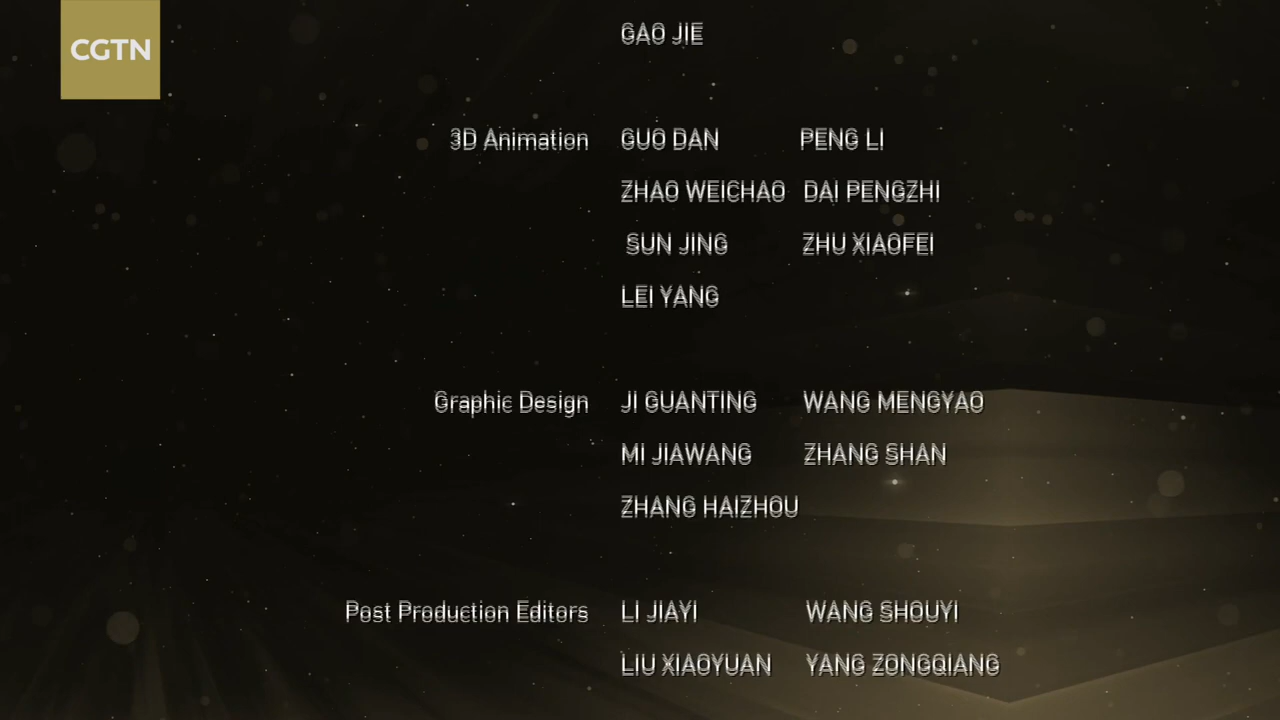 CGTN
GAO JIE
3D Animation GUO DAN PENG LI
ZHAO WEICHAO DAI PENGZHI
SUN JING ZHU XIAOFEI
LEI YANG
Graphic Design JI GUANTING WANG MENGYAO
MI JIAWANG ZHANG SHAN
ZHANG HAIZHOU
Post Production Editors LI JIAYI WANG SHOUYI
LIU XIAOYUAN YANG ZONGQIANG